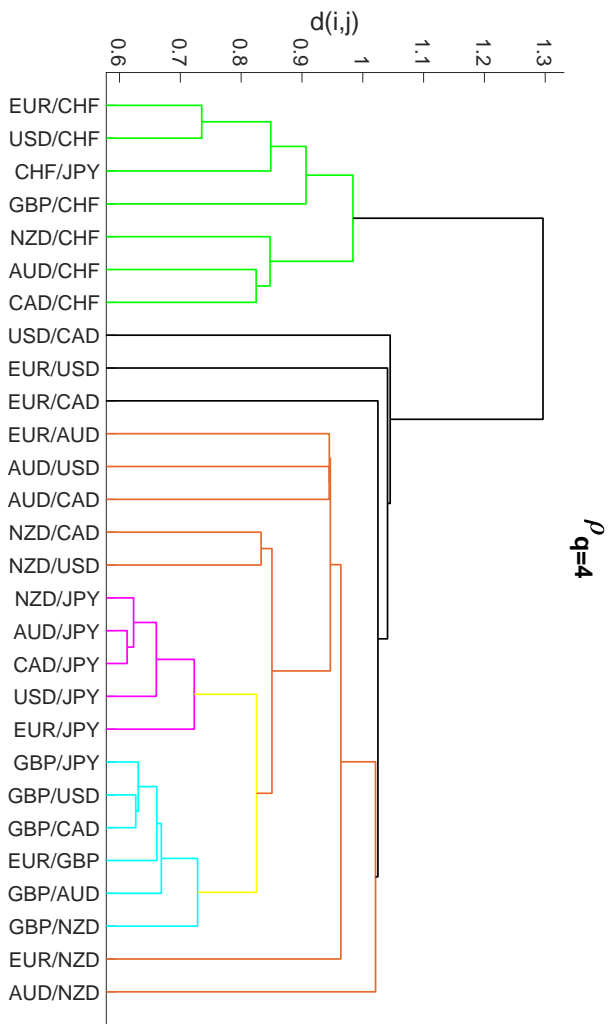 d(i,j)
0.6 0.7 0.8 0.9 1 1.1 1.2 1.3
EUR/CHF
USD/CHF
CHF/JPY
GBP/CHF
NZD/CHF
AUD/CHF
CAD/CHF
USD/CAD
EUR/USD
EUR/CAD
EUR/AUD
AUD/USD
AUD/CAD
NZD/CAD
NZD/USD
NZD/JPY
AUD/JPY
CAD/JPY
USD/JPY
EUR/JPY
GBP/JPY
GBP/USD
GBP/CAD
EUR/GBP
GBP/AUD
GBP/NZD
EUR/NZD
AUD/NZD
ρq=4